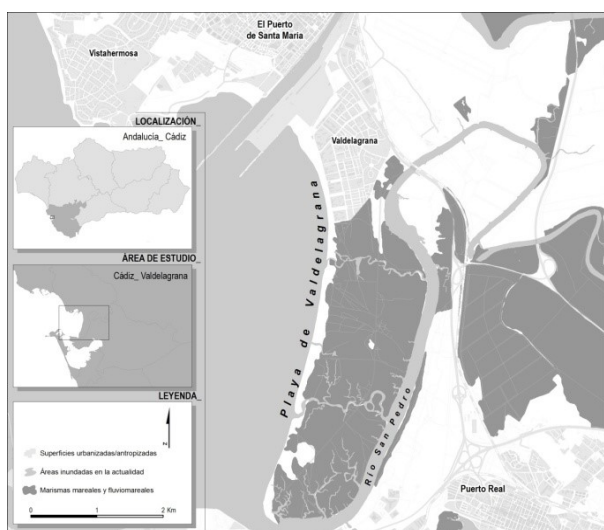 El Puerto
de Santa María
Vistahermosa
LOCALIZACIÓN_
Andalucía_ Cádiz
Valdelagrana
ÁREA DE ESTUDIO_
Cádiz_ Valdelagrana
Playa de Valdelagrana
Río San Pedro
LEYENDA_
N
Superficies urbanizadas/antropizadas
Áreas inundadas en la actualidad
Marismas mareales y fluviomareales
0 1 2 Km
Puerto Real